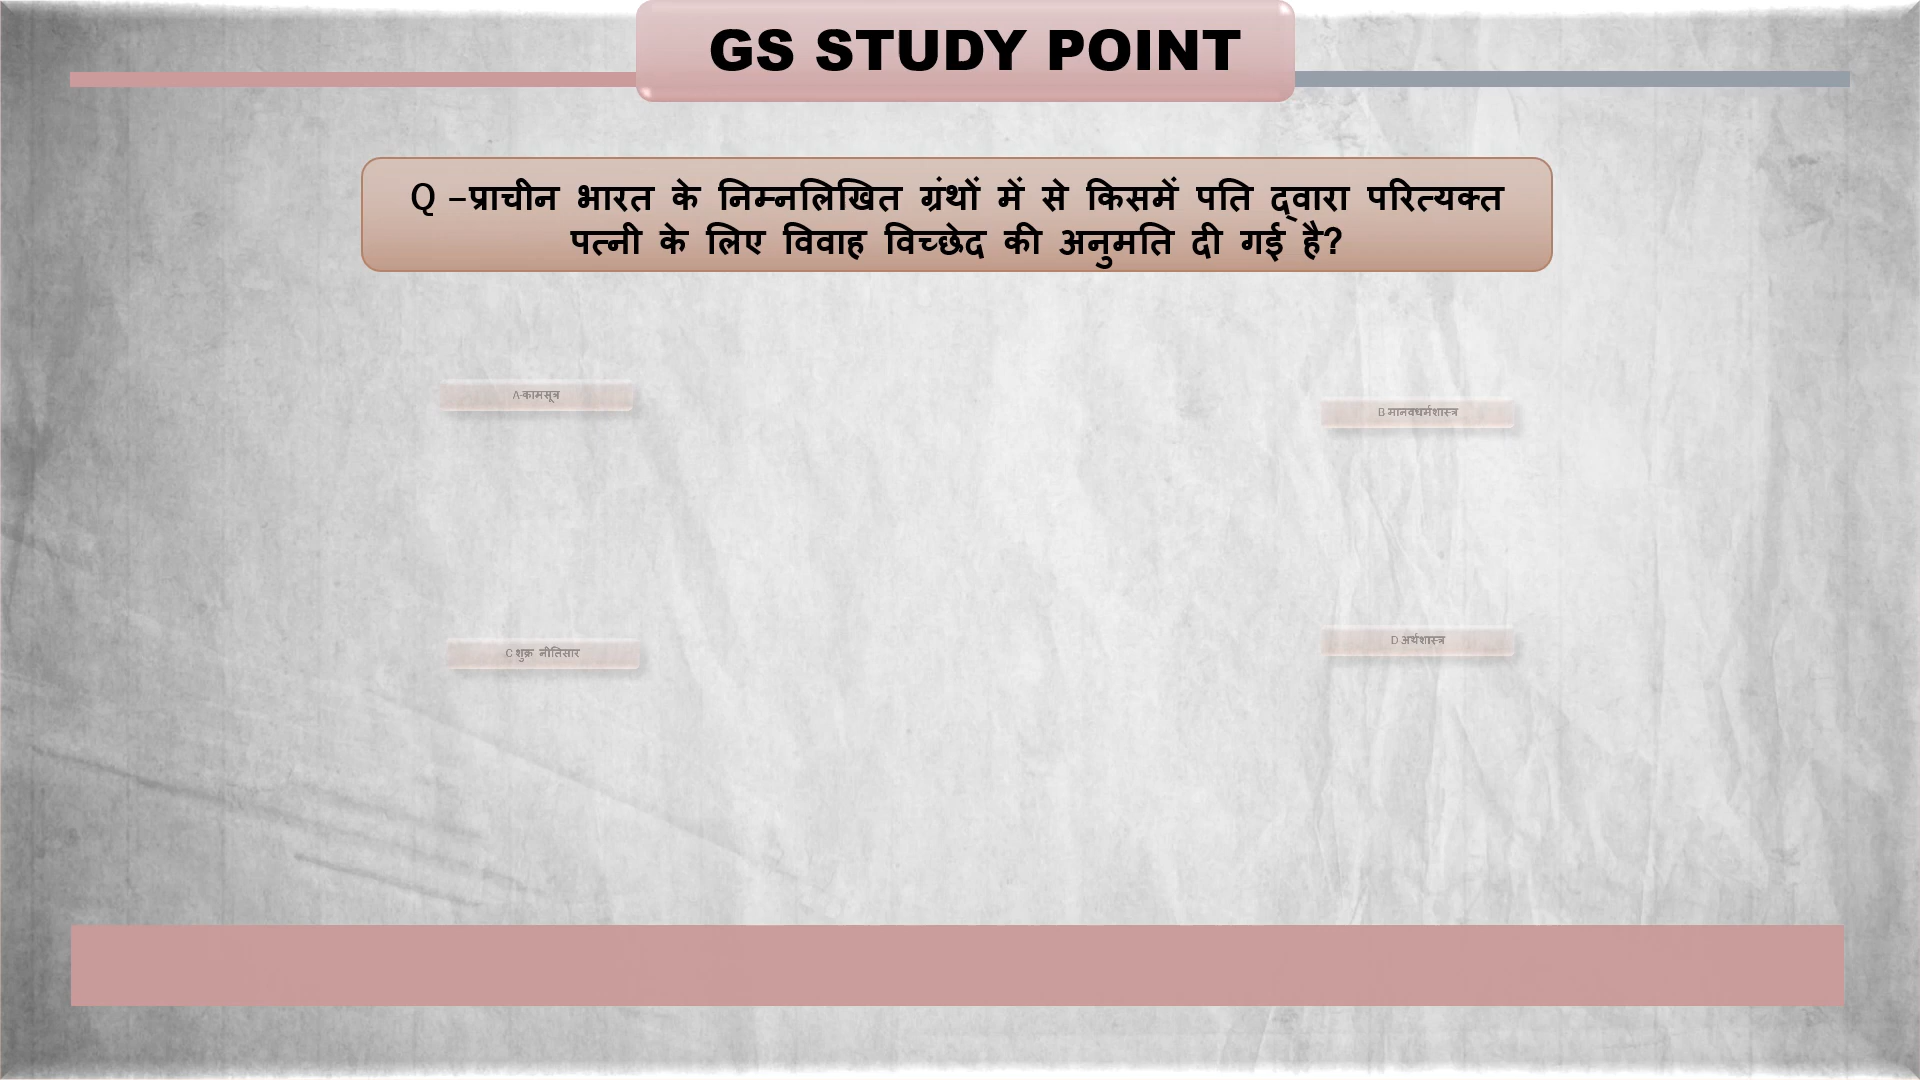 GS STUDY POINT
Q –प्राचीन भारत के निम्नलिखित ग्रंथों में से किसमें पति द्वारा परित्यक्त
पत्नी के लिए विवाह विच्छेद की अनुमति दी गई है?
A-कामसूत्र
B मानवधर्मशास्त्र
C शुक्र नीतिसार
D अर्थशास्त्र